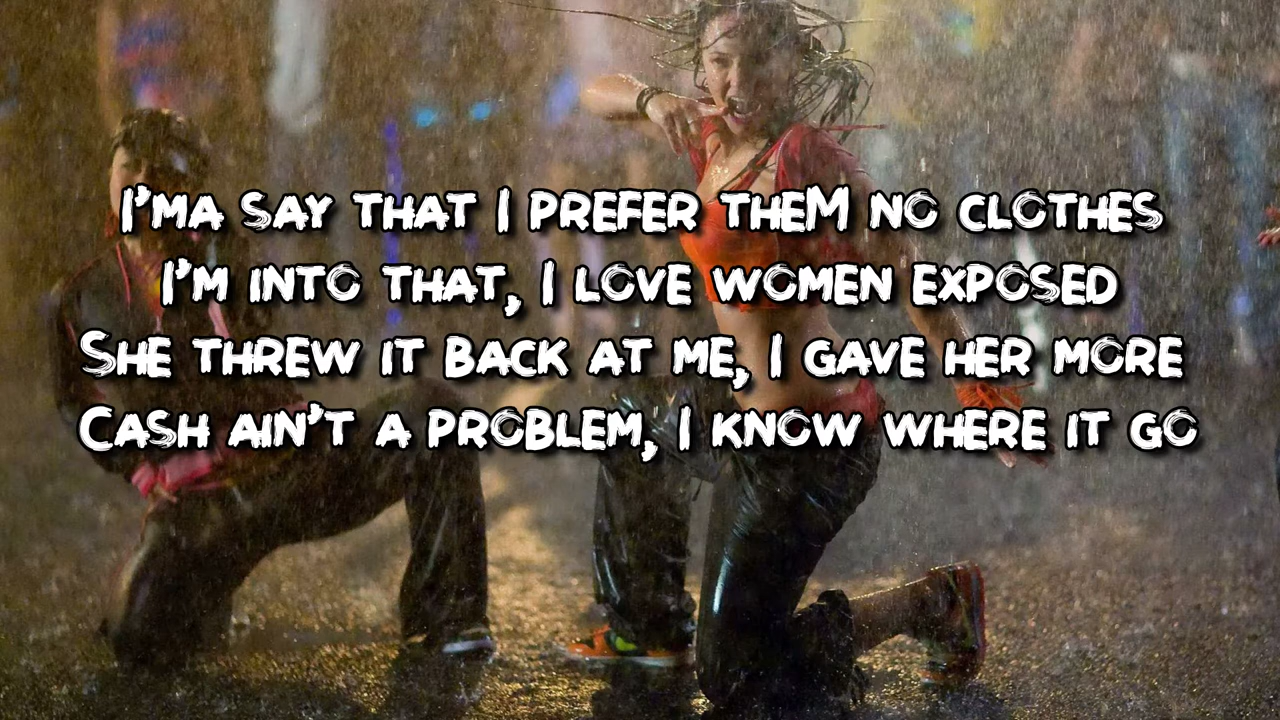 I'ma say that I prefer them no clothes
I'm into that, I love women exposed
She threw it back at me, I gave her more
Cash ain't a problem, I know where it go